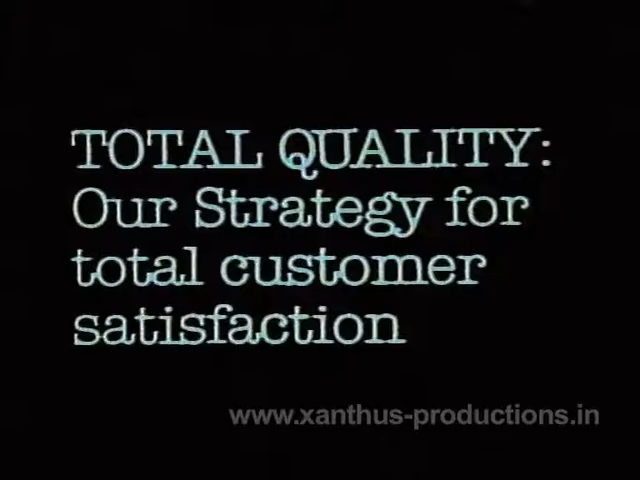 TOTAL QUALITY:
Our Strategy for
total customer
satisfaction
www.xanthus-productions.in